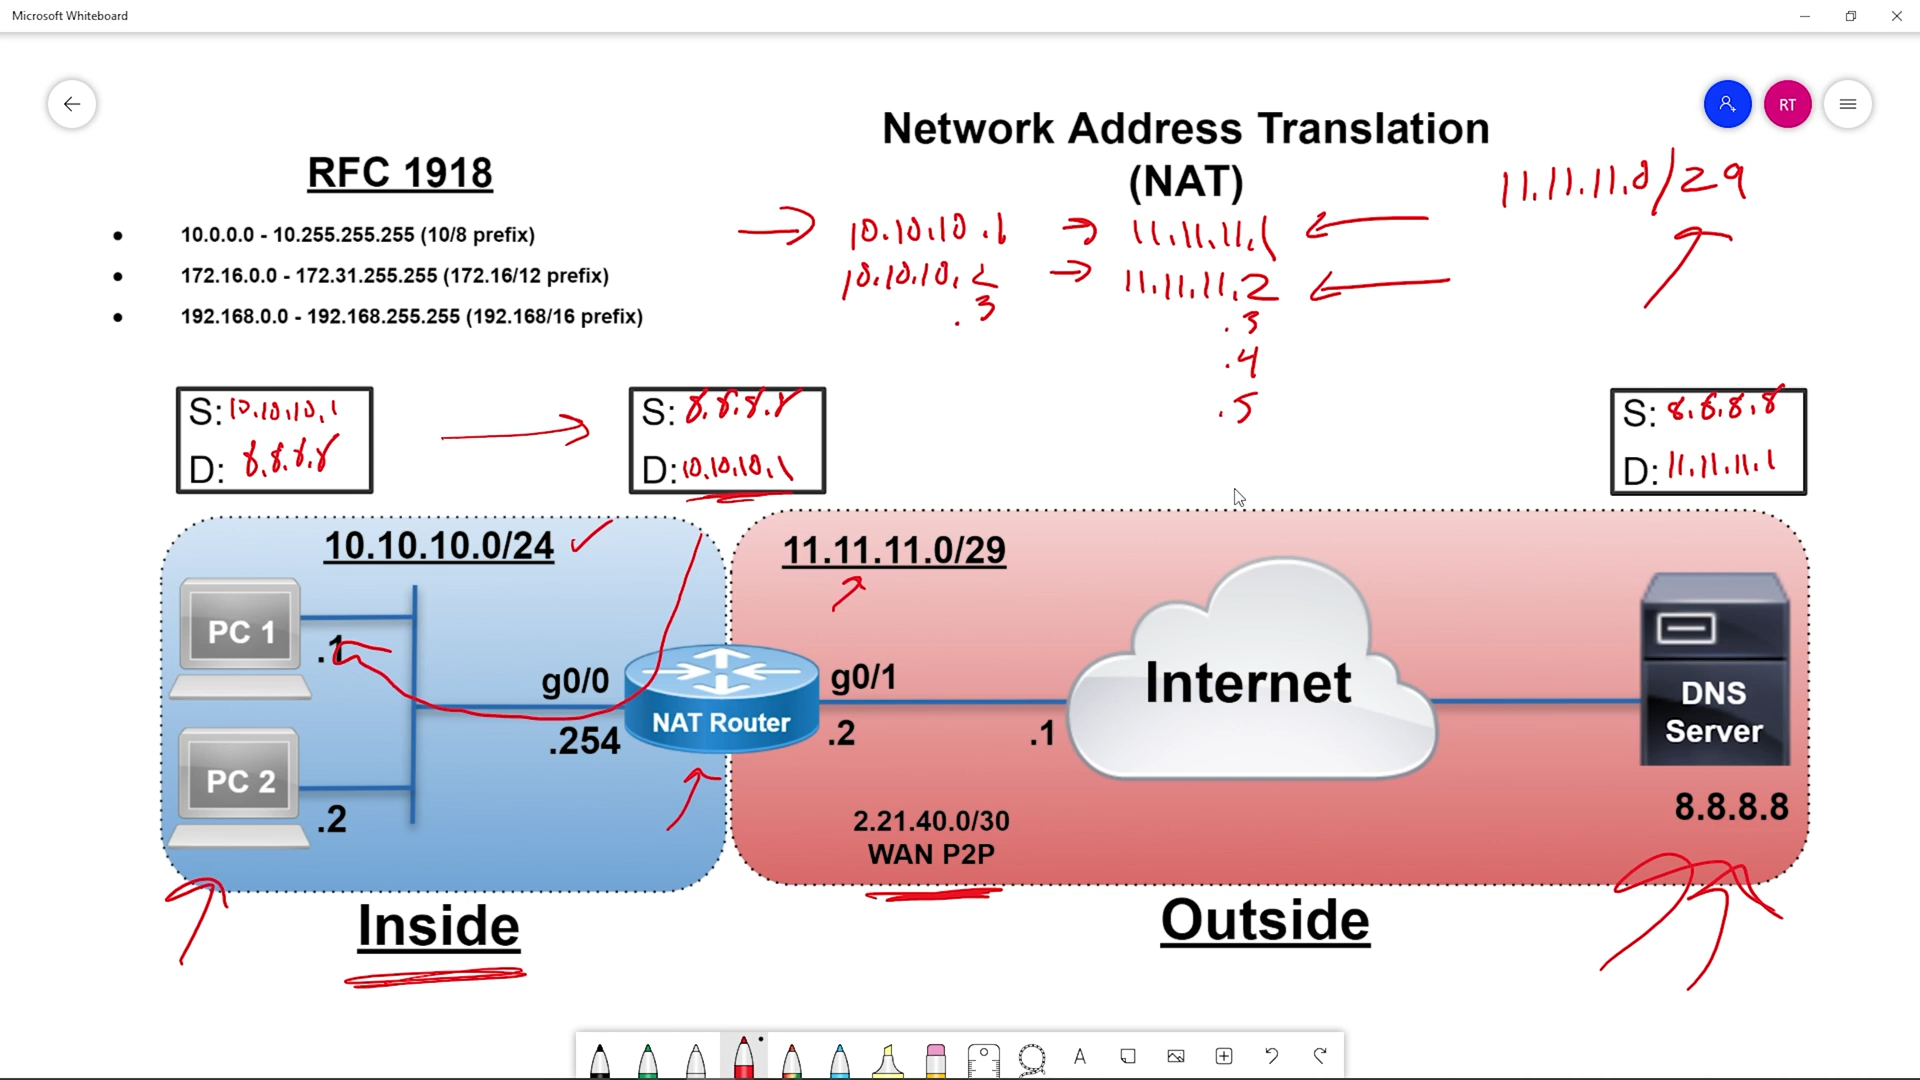 Microsoft Whiteboard
RT
Network Address Translation
(NAT)
RFC 1918
10.0.0.0 - 10.255.255.255 (10/8 prefix)
172.16.0.0 - 172.31.255.255 (172.16/12 prefix)
192.168.0.0 - 192.168.255.255 (192.168/16 prefix)
11.11.11.0/29
10.10.10.1 → 11.11.11.1
10.10.10.2 → 11.11.11.2
.3
.3
.4
.5
S: 10.10.10.1
D: 8.8.8.8
S: 8.8.8.8
D: 10.10.10.1
S: 8.8.8.8
D: 11.11.11.1
10.10.10.0/24
11.11.11.0/29
PC 1
.1
g0/0
.254
NAT Router
g0/1
.2
.1
Internet
DNS
Server
PC 2
.2
8.8.8.8
2.21.40.0/30
WAN P2P
Inside
Outside
A